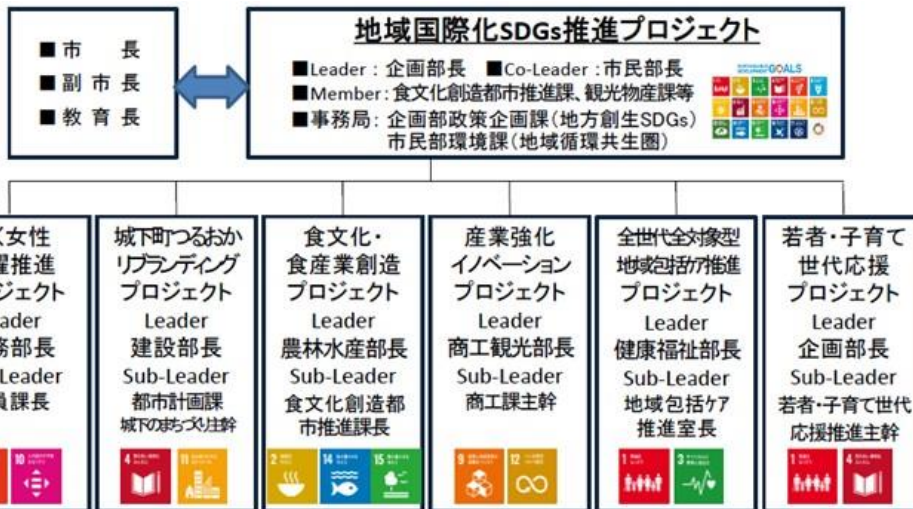 ■市　長
■副市長
■教育長
地域国際化SDGs推進プロジェクト
■Leader：企画部長　■Co-Leader：市民部長
■Member：食文化創造都市推進課、観光物産課等
■事務局：企画部政策企画課（地方創生SDGs）
市民部環境課（地域循環共生圏）
GOALS
女性
躍推進
ジェクト
ader
務部長
Leader
員課長
10
城下町つるおか
リブランディング
プロジェクト
Leader
建設部長
Sub-Leader
都市計画課
城下のまちづくり主幹
4
11
食文化・
食産業創造
プロジェクト
Leader
農林水産部長
Sub-Leader
食文化創造都
市推進課長
2
14
15
産業強化
イノベーション
プロジェクト
Leader
商工観光部長
Sub-Leader
商工課主幹
9
12
全世代全対象型
地域包括ケア推進
プロジェクト
Leader
健康福祉部長
Sub-Leader
地域包括ケア
推進室長
1
3
若者・子育て
世代応援
プロジェクト
Leader
企画部長
Sub-Leader
若者・子育て世代
応援推進主幹
1
4